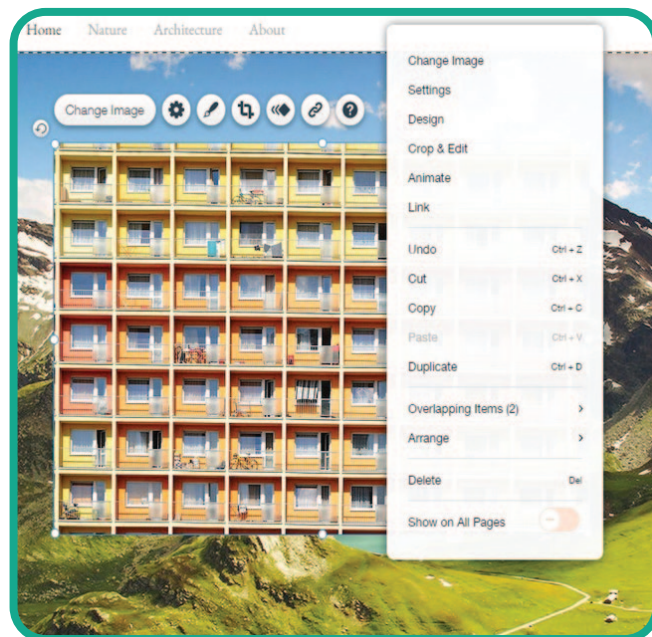 Home Nature Architecture About
Change Image
Change Image
Settings
Design
Crop & Edit
Animate
Link
Undo Ctrl + Z
Cut Ctrl + X
Copy Ctrl + C
Paste Ctrl + V
Duplicate Ctrl + D
Overlapping Items (2) >
Arrange >
Delete Del
Show on All Pages